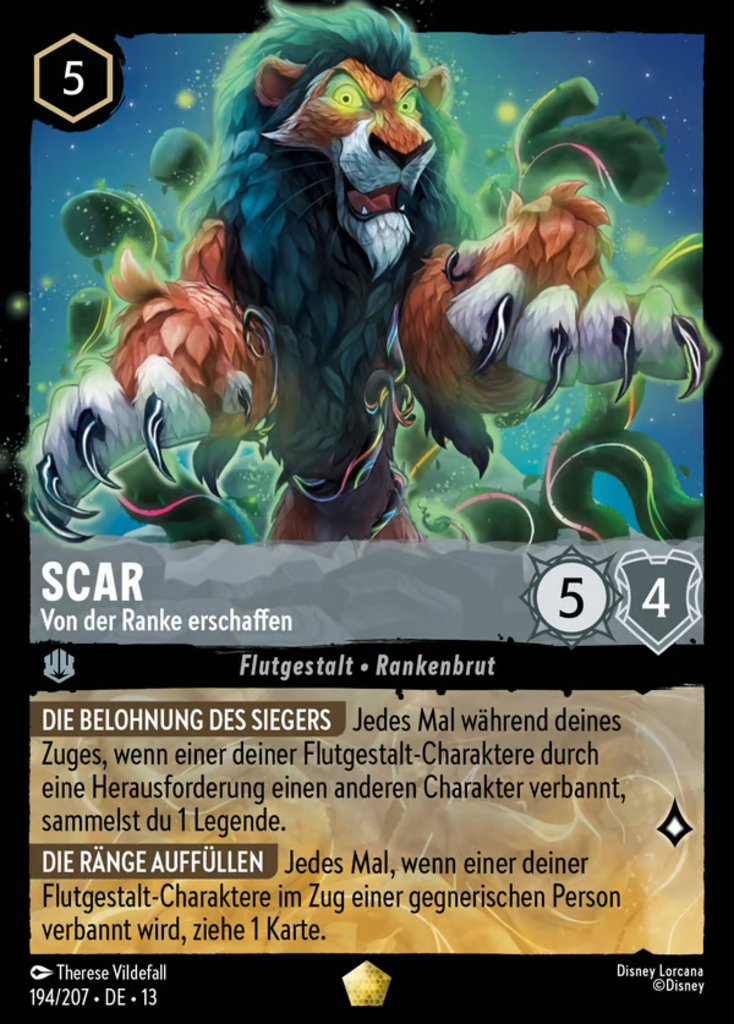 5
SCAR
Von der Ranke erschaffen
5
4
Flutgestalt • Rankenbrut
DIE BELOHNUNG DES SIEGERS Jedes Mal während deines
Zuges, wenn einer deiner Flutgestalt-Charaktere durch
eine Herausforderung einen anderen Charakter verbannt,
sammelst du 1 Legende.
DIE RÄNGE AUFFÜLLEN Jedes Mal, wenn einer deiner
Flutgestalt-Charaktere im Zug einer gegnerischen Person
verbannt wird, ziehe 1 Karte.
Therese Vildefall
194/207 • DE • 13
Disney Lorcana
©Disney